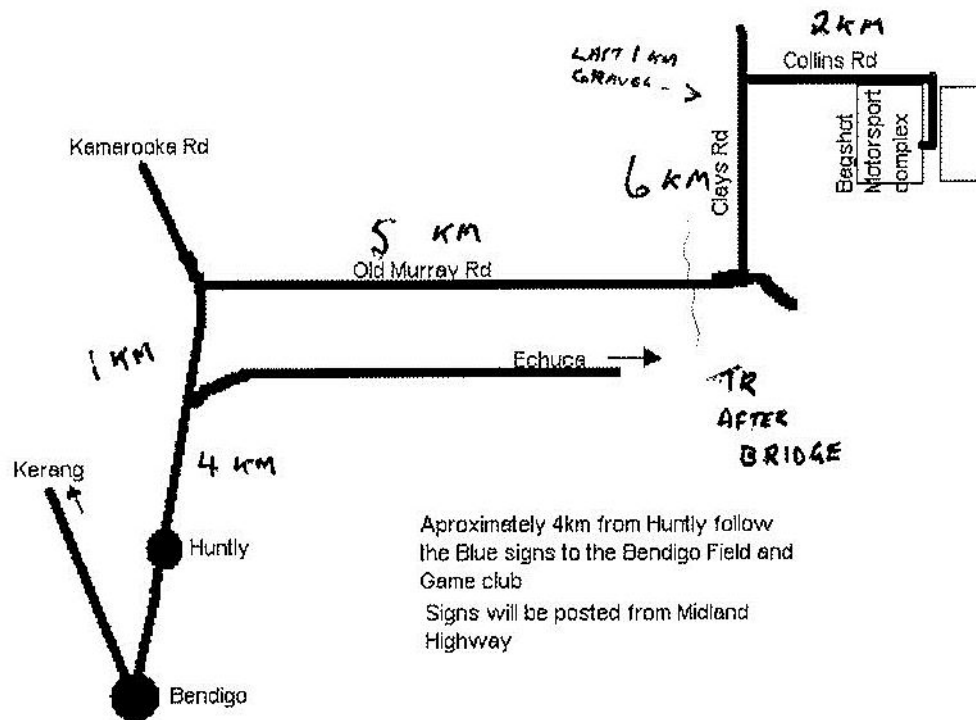 2KM
Collins Rd
LAST 1 KM
GRAVEL
Bagshot
Motorsport
complex
Kamarooka Rd
6 KM
Clays Rd
5 KM
Old Murray Rd
1 KM
Echuca
TR
AFTER
BRIDGE
4 KM
Kerang
Huntly
Aproximately 4km from Huntly follow
the Blue signs to the Bendigo Field and
Game club
Signs will be posted from Midland
Highway
Bendigo